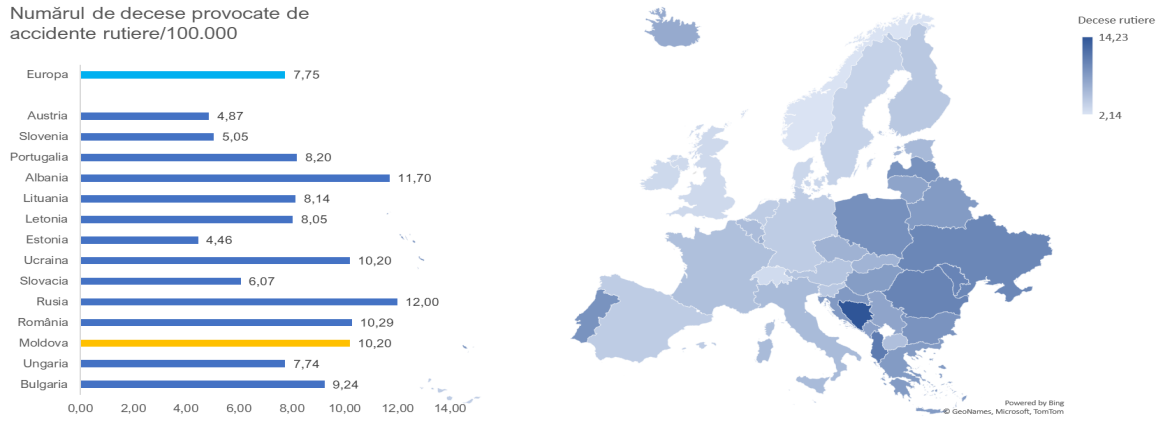 Numărul de decese provocate de
accidente rutiere/100.000
Europa 7,75
Austria 4,87
Slovenia 5,05
Portugalia 8,20
Albania 11,70
Lituania 8,14
Letonia 8,05
Estonia 4,46
Ucraina 10,20
Slovacia 6,07
Rusia 12,00
România 10,29
Moldova 10,20
Ungaria 7,74
Bulgaria 9,24
0,00 2,00 4,00 6,00 8,00 10,00 12,00 14,00
Decese rutiere
14,23
2,14
Powered by Bing
© GeoNames, Microsoft, TomTom